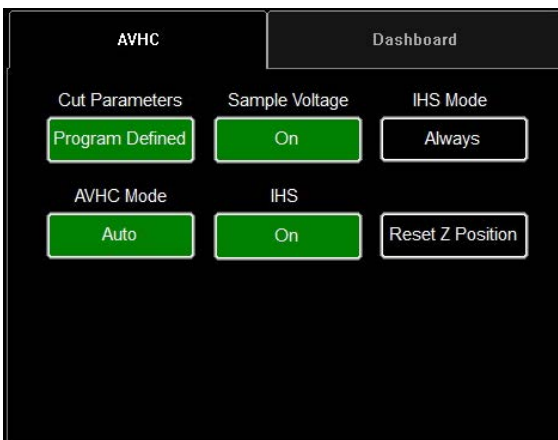 AVHC Dashboard
Cut Parameters Sample Voltage IHS Mode
Program Defined On Always
AVHC Mode IHS
Auto On Reset Z Position